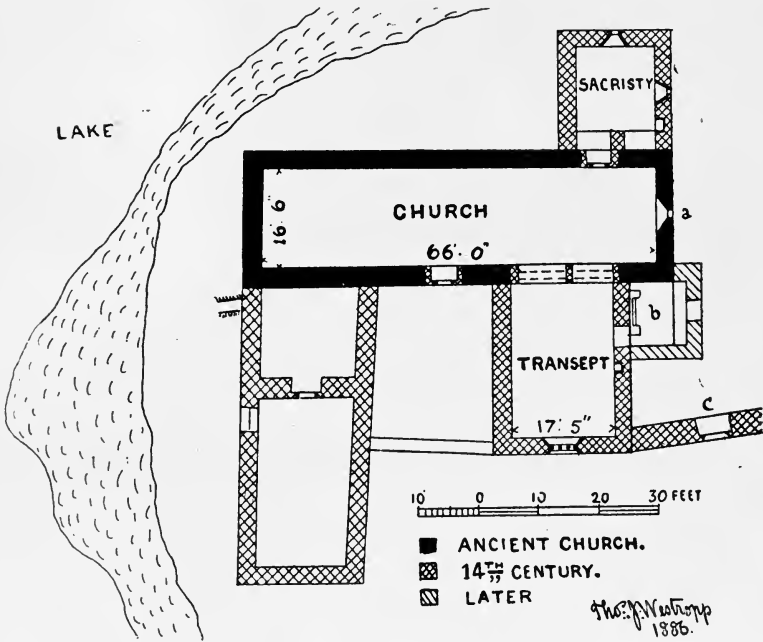 SACRISTY
LAKE
CHURCH
16' 6"
a
66'. 0"
b
TRANSEPT
c
17'. 5"
10 0 10 20 30 FEET
ANCIENT CHURCH.
14TH CENTURY.
LATER
Thos. J. Westropp
1886.